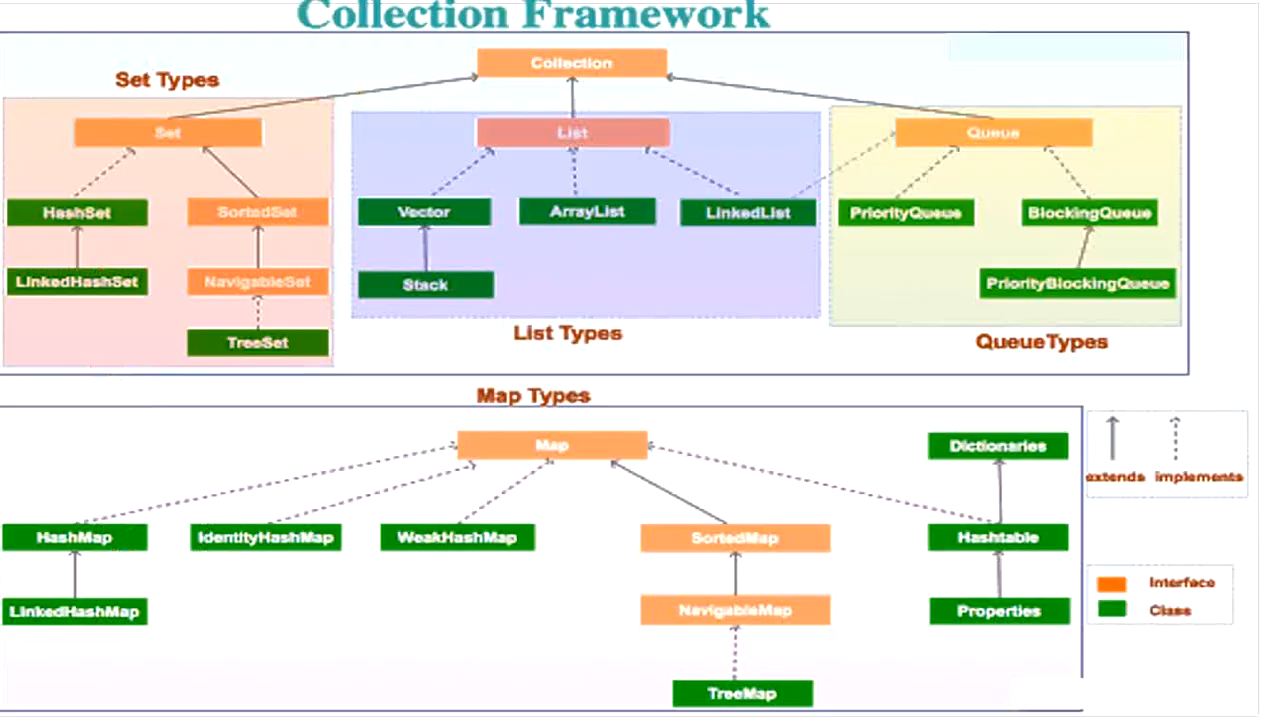 Collection Framework
Collection
Set Types
Set
List
Queue
HashSet
SortedSet
Vector
ArrayList
LinkedList
PriorityQueue
BlockingQueue
LinkedHashSet
NavigableSet
Stack
PriorityBlockingQueue
TreeSet
List Types
QueueTypes
Map Types
Map
Dictionaries
extends implements
HashMap
IdentityHashMap
WeakHashMap
SortedMap
Hashtable
Interface
Class
LinkedHashMap
NavigableMap
Properties
TreeMap